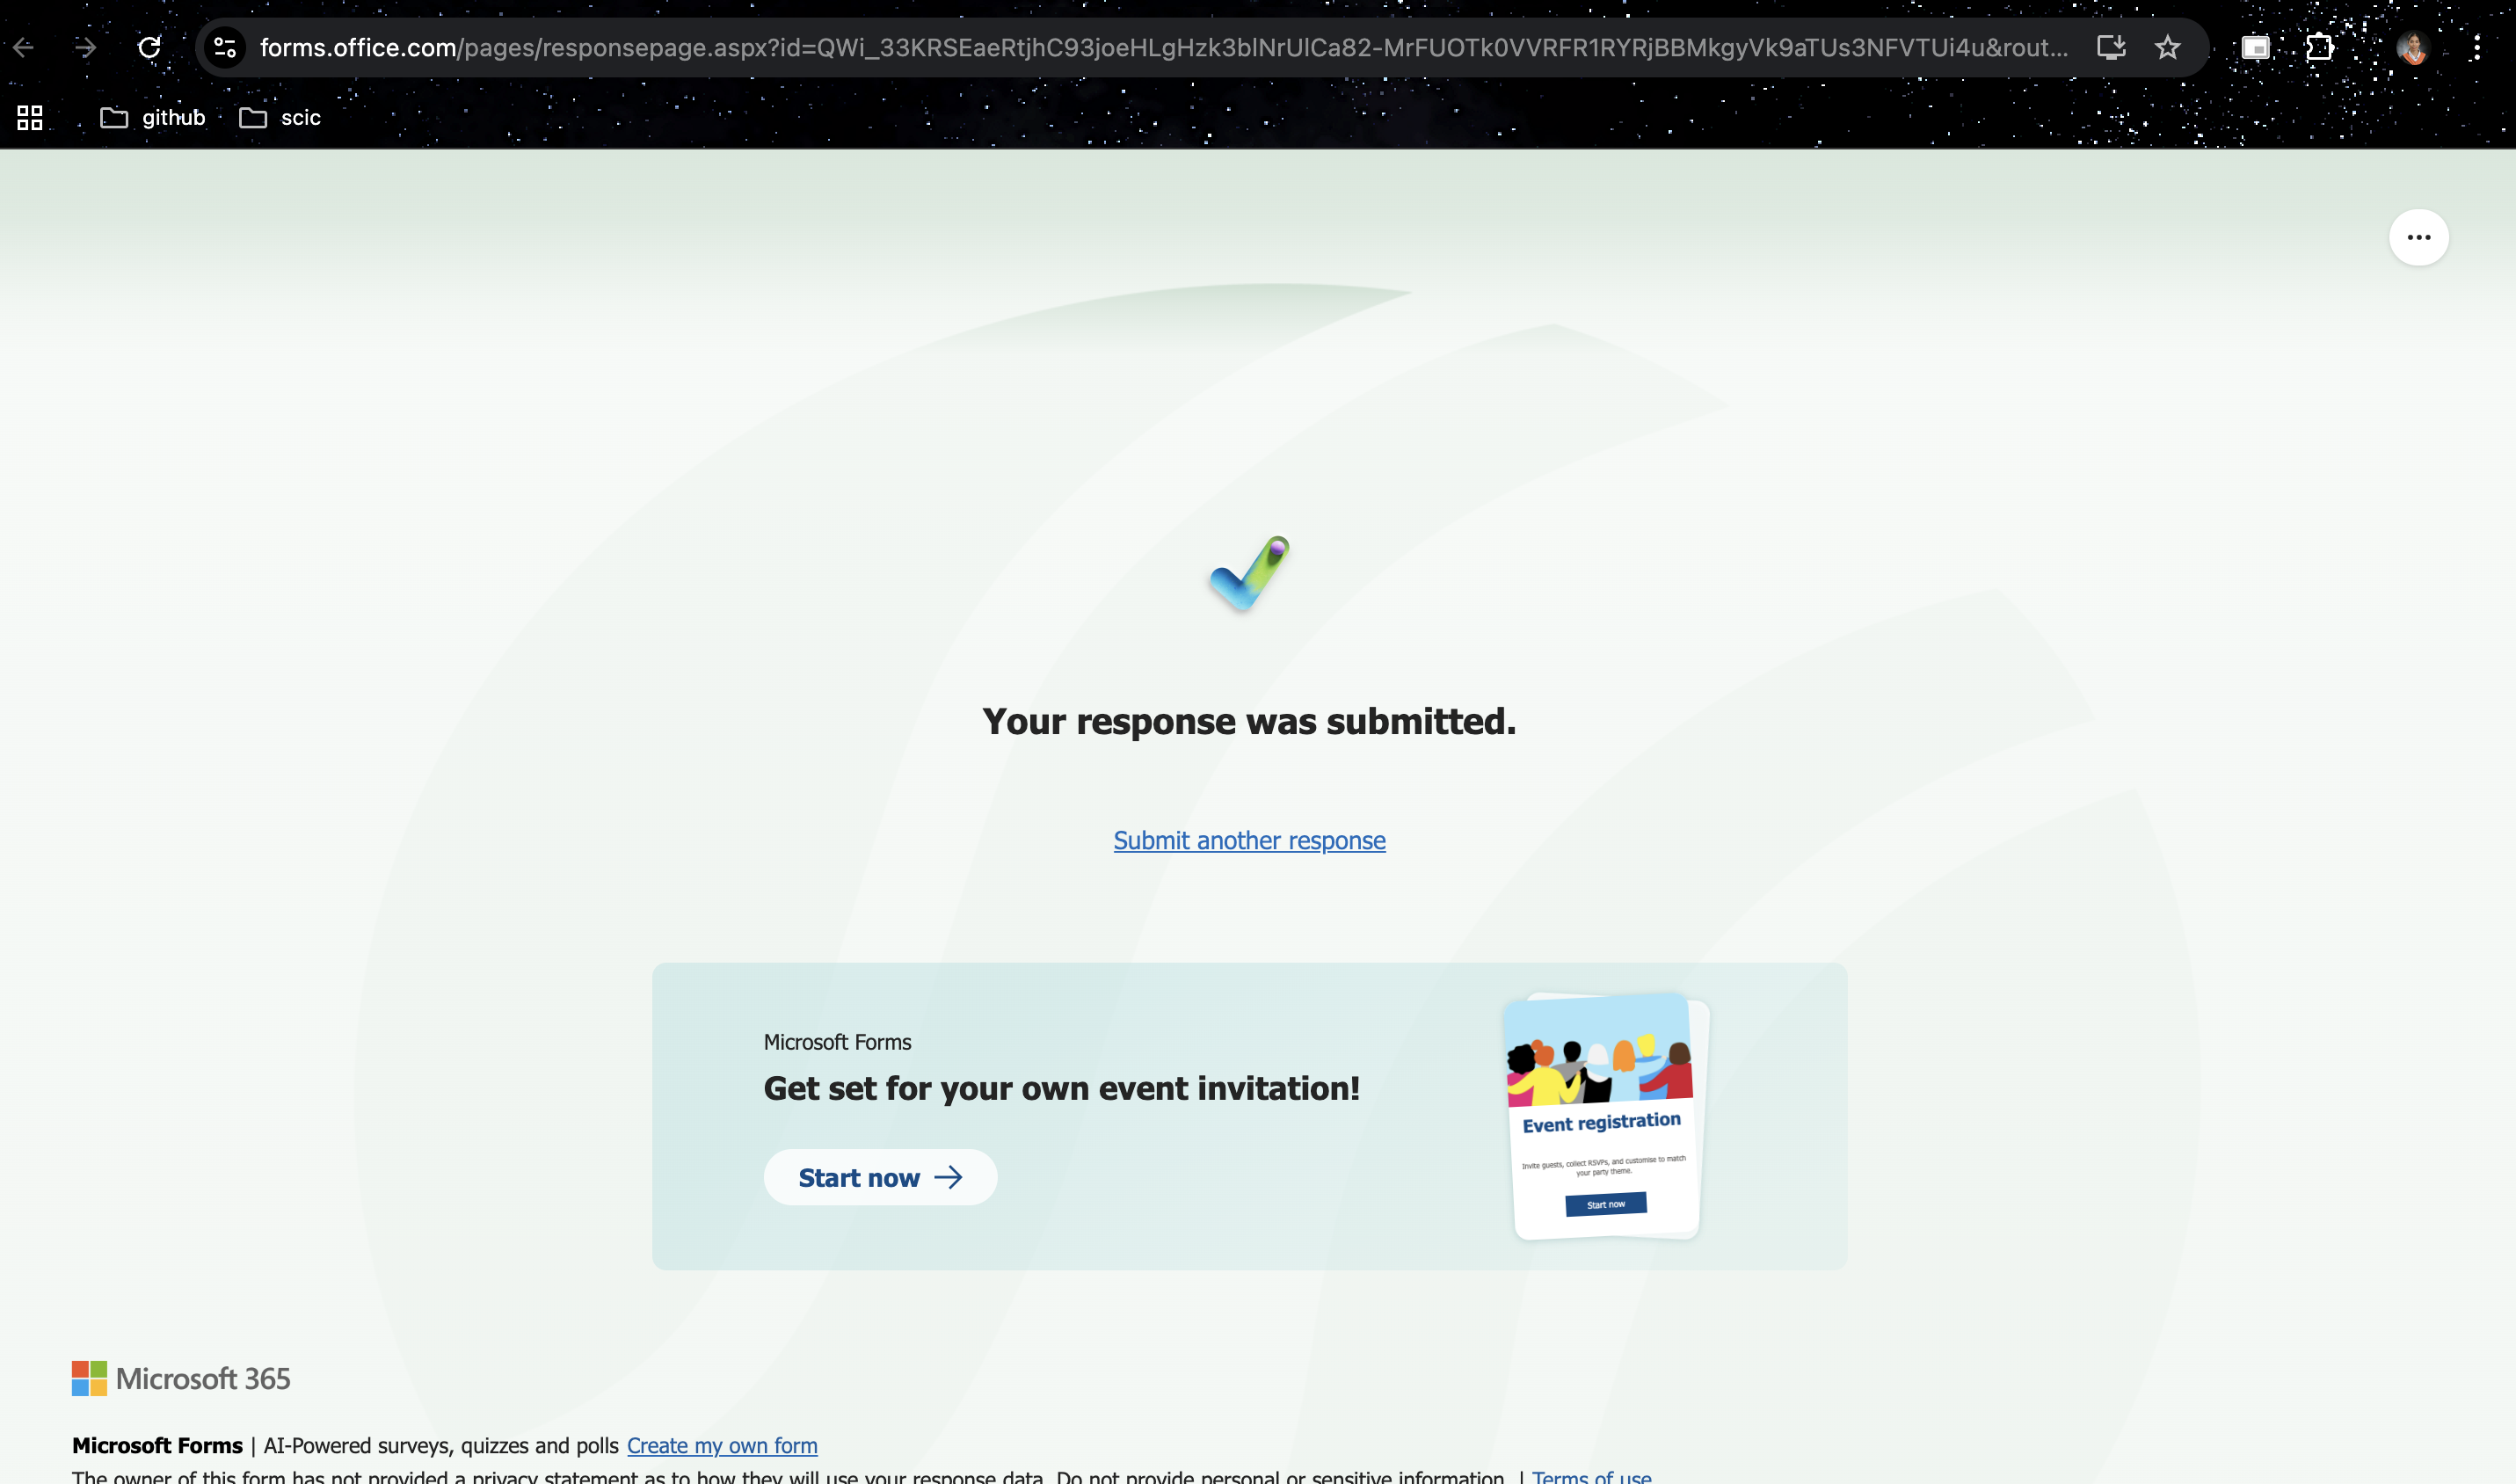 forms.office.com/pages/responsepage.aspx?id=QWi_33KRSEaeRtjhC93joeHLgHzk3blNrUlCa82-MrFUOTk0VVRFR1RYRjBBMkgyVk9aTUs3NFVTUi4u&rout...
github
scic
Your response was submitted.
Submit another response
Microsoft Forms
Get set for your own event invitation!
Start now
Event registration
Invite guests, collect RSVPs, and customise to match
your party theme.
Start now
Microsoft 365
Microsoft Forms | AI-Powered surveys, quizzes and polls Create my own form
The owner of this form has not provided a privacy statement as to how they will use your response data. Do not provide personal or sensitive information. | Terms of use